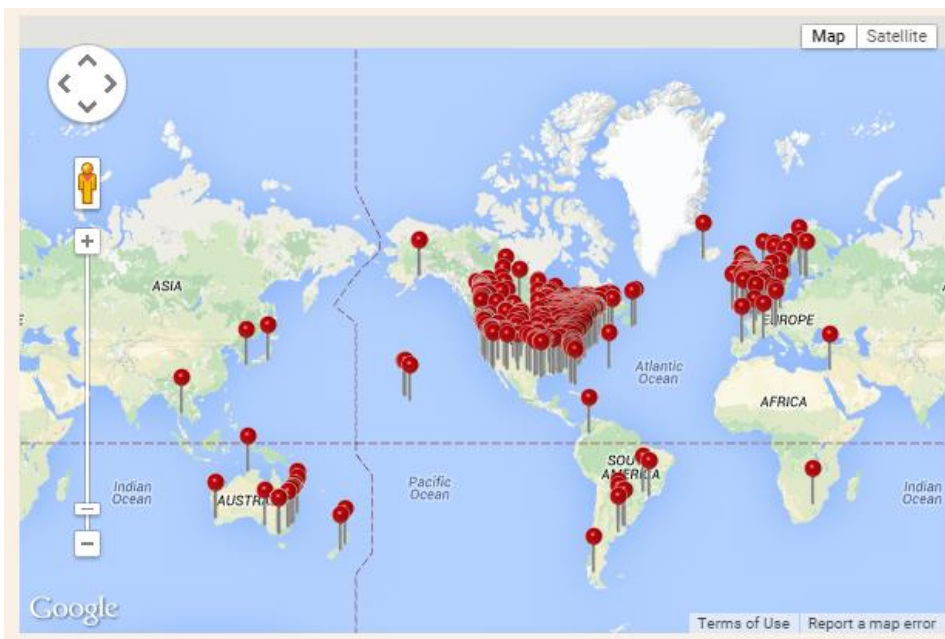 Map Satellite
ASIA
E
EUROPE
Atlantic
Ocean
AFRICA
Indian
Ocean
Pacific
Ocean
Indian
Ocean
Google
Terms of Use Report a map error